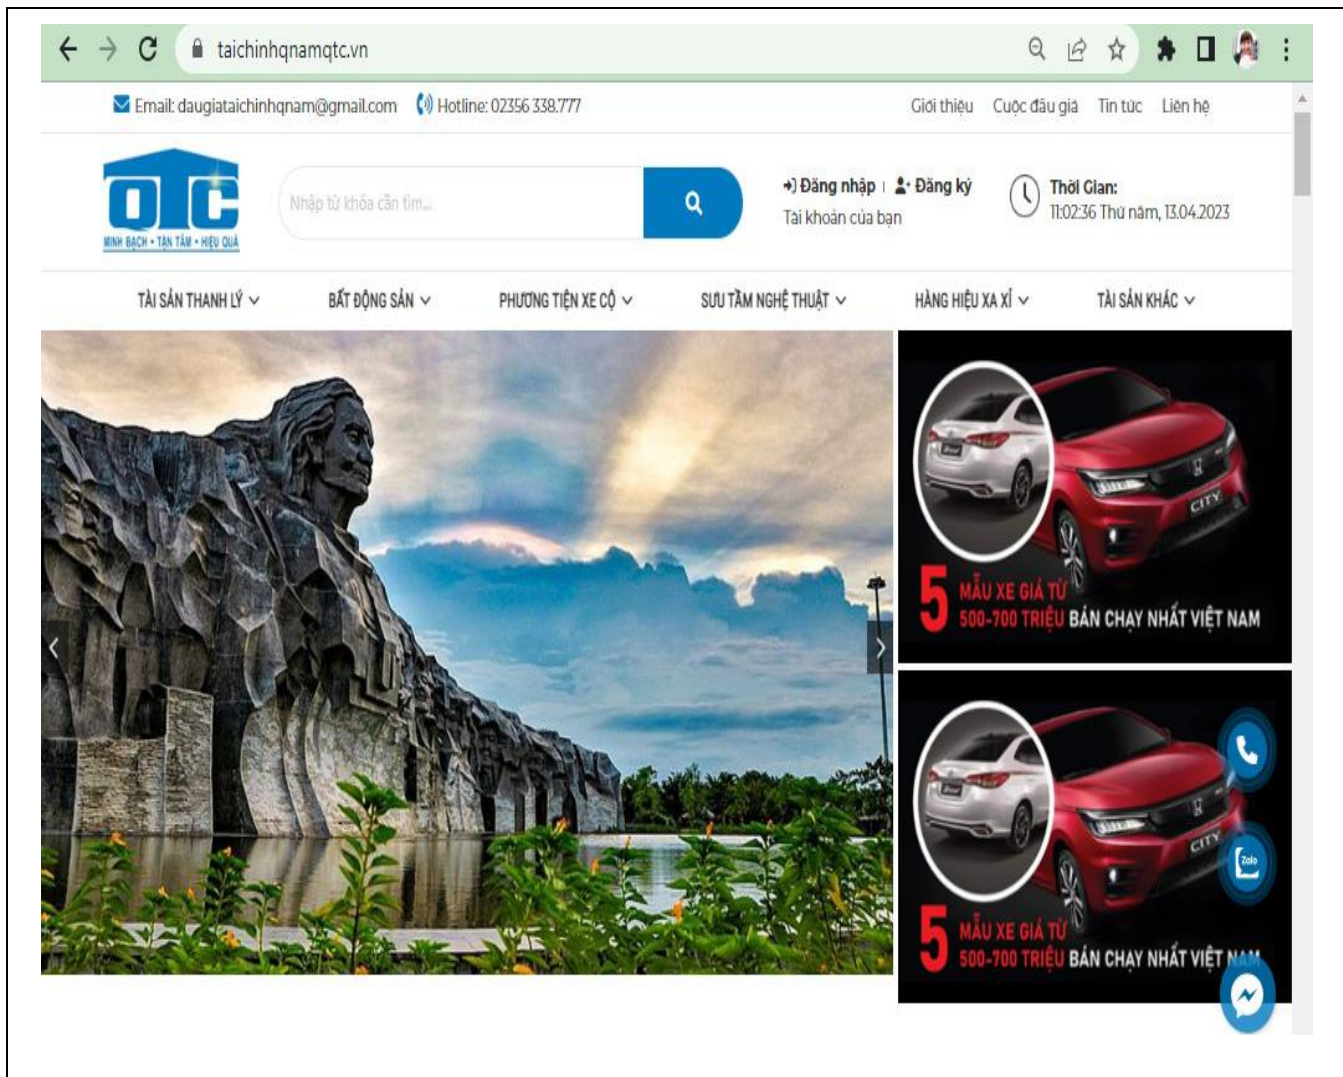 taichinhqnamqtc.vn
Email: daugiataichinhqnam@gmail.com Hotline: 02356 338.777 Giới thiệu Cuộc đấu giá Tin tức Liên hệ
QTC
MINH BẠCH • TẬN TÂM • HIỆU QUẢ
Nhập từ khóa cần tìm...
Đăng nhập | Đăng ký
Tài khoản của bạn
Thời Gian:
11:02:36 Thứ năm, 13.04.2023
TÀI SẢN THANH LÝ BẤT ĐỘNG SẢN PHƯƠNG TIỆN XE CỘ SƯU TẦM NGHỆ THUẬT HÀNG HIỆU XA XỈ TÀI SẢN KHÁC
CITY
5 MẪU XE GIÁ TỪ
500-700 TRIỆU BÁN CHẠY NHẤT VIỆT NAM
CITY
Zalo
5 MẪU XE GIÁ TỪ
500-700 TRIỆU BÁN CHẠY NHẤT VIỆT NAM